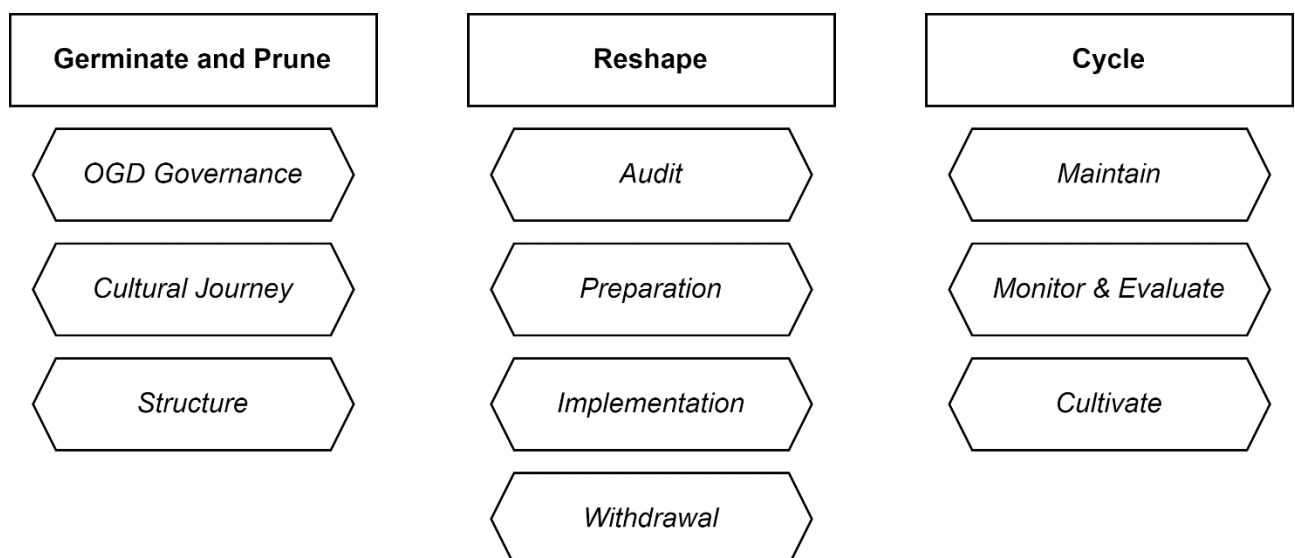 Germinate and Prune
OGD Governance
Cultural Journey
Structure
Reshape
Audit
Preparation
Implementation
Withdrawal
Cycle
Maintain
Monitor & Evaluate
Cultivate